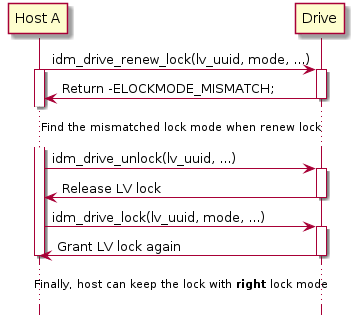 Host A
Drive
idm_drive_renew_lock(lv_uuid, mode, ...)
Return -ELOCKMODE_MISMATCH;
Find the mismatched lock mode when renew lock
idm_drive_unlock(lv_uuid, ...)
Release LV lock
idm_drive_lock(lv_uuid, mode, ...)
Grant LV lock again
Finally, host can keep the lock with right lock mode